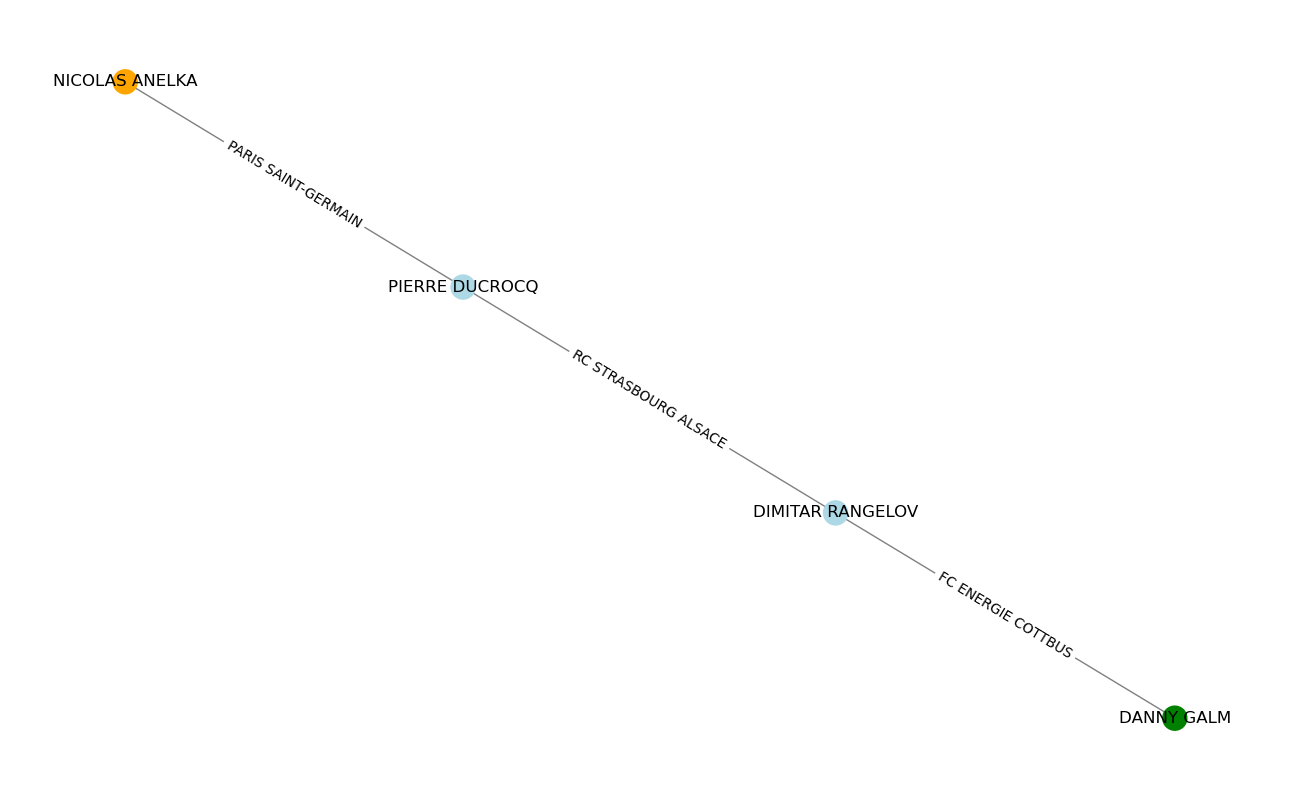 NICOLAS ANELKA
PARIS SAINT-GERMAIN
PIERRE DUCROCQ
RC STRASBOURG ALSACE
DIMITAR RANGELOV
FC ENERGIE COTTBUS
DANNY GALM